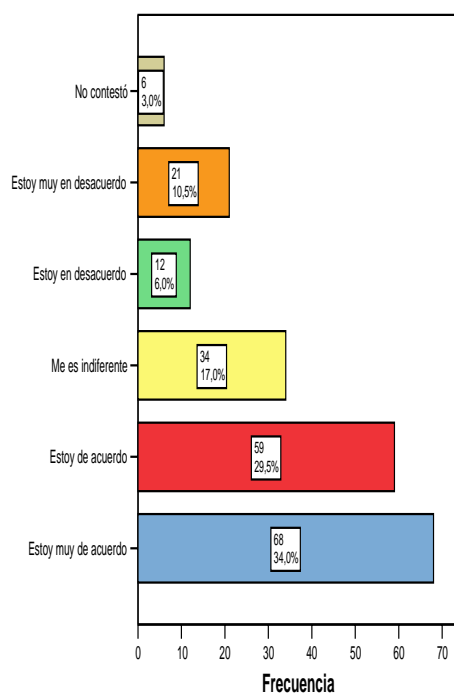 No contestó
6
3,0%
Estoy muy en desacuerdo
21
10,5%
Estoy en desacuerdo
12
6,0%
Me es indiferente
34
17,0%
Estoy de acuerdo
59
29,5%
Estoy muy de acuerdo
68
34,0%
0 10 20 30 40 50 60 70
Frecuencia